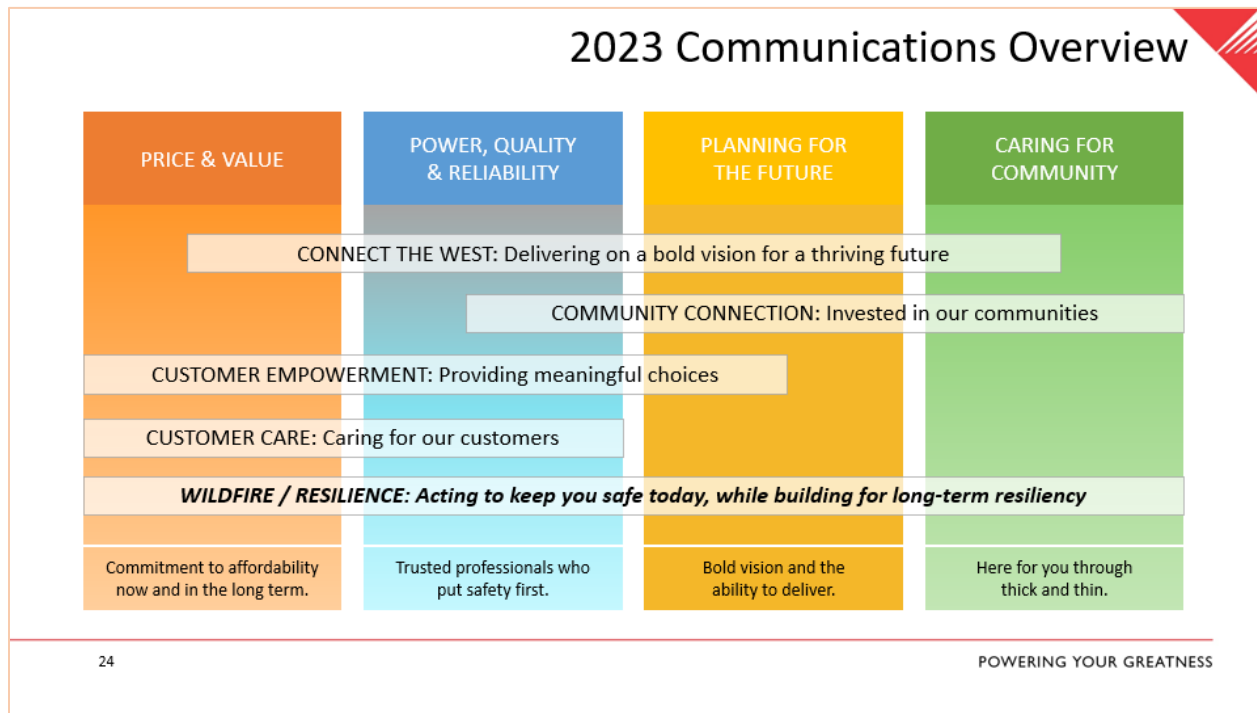 2023 Communications Overview
PRICE & VALUE
POWER, QUALITY
& RELIABILITY
PLANNING FOR
THE FUTURE
CARING FOR
COMMUNITY
CONNECT THE WEST: Delivering on a bold vision for a thriving future
COMMUNITY CONNECTION: Invested in our communities
CUSTOMER EMPOWERMENT: Providing meaningful choices
CUSTOMER CARE: Caring for our customers
WILDFIRE / RESILIENCE: Acting to keep you safe today, while building for long-term resiliency
Commitment to affordability
now and in the long term.
Trusted professionals who
put safety first.
Bold vision and the
ability to deliver.
Here for you through
thick and thin.
24
POWERING YOUR GREATNESS